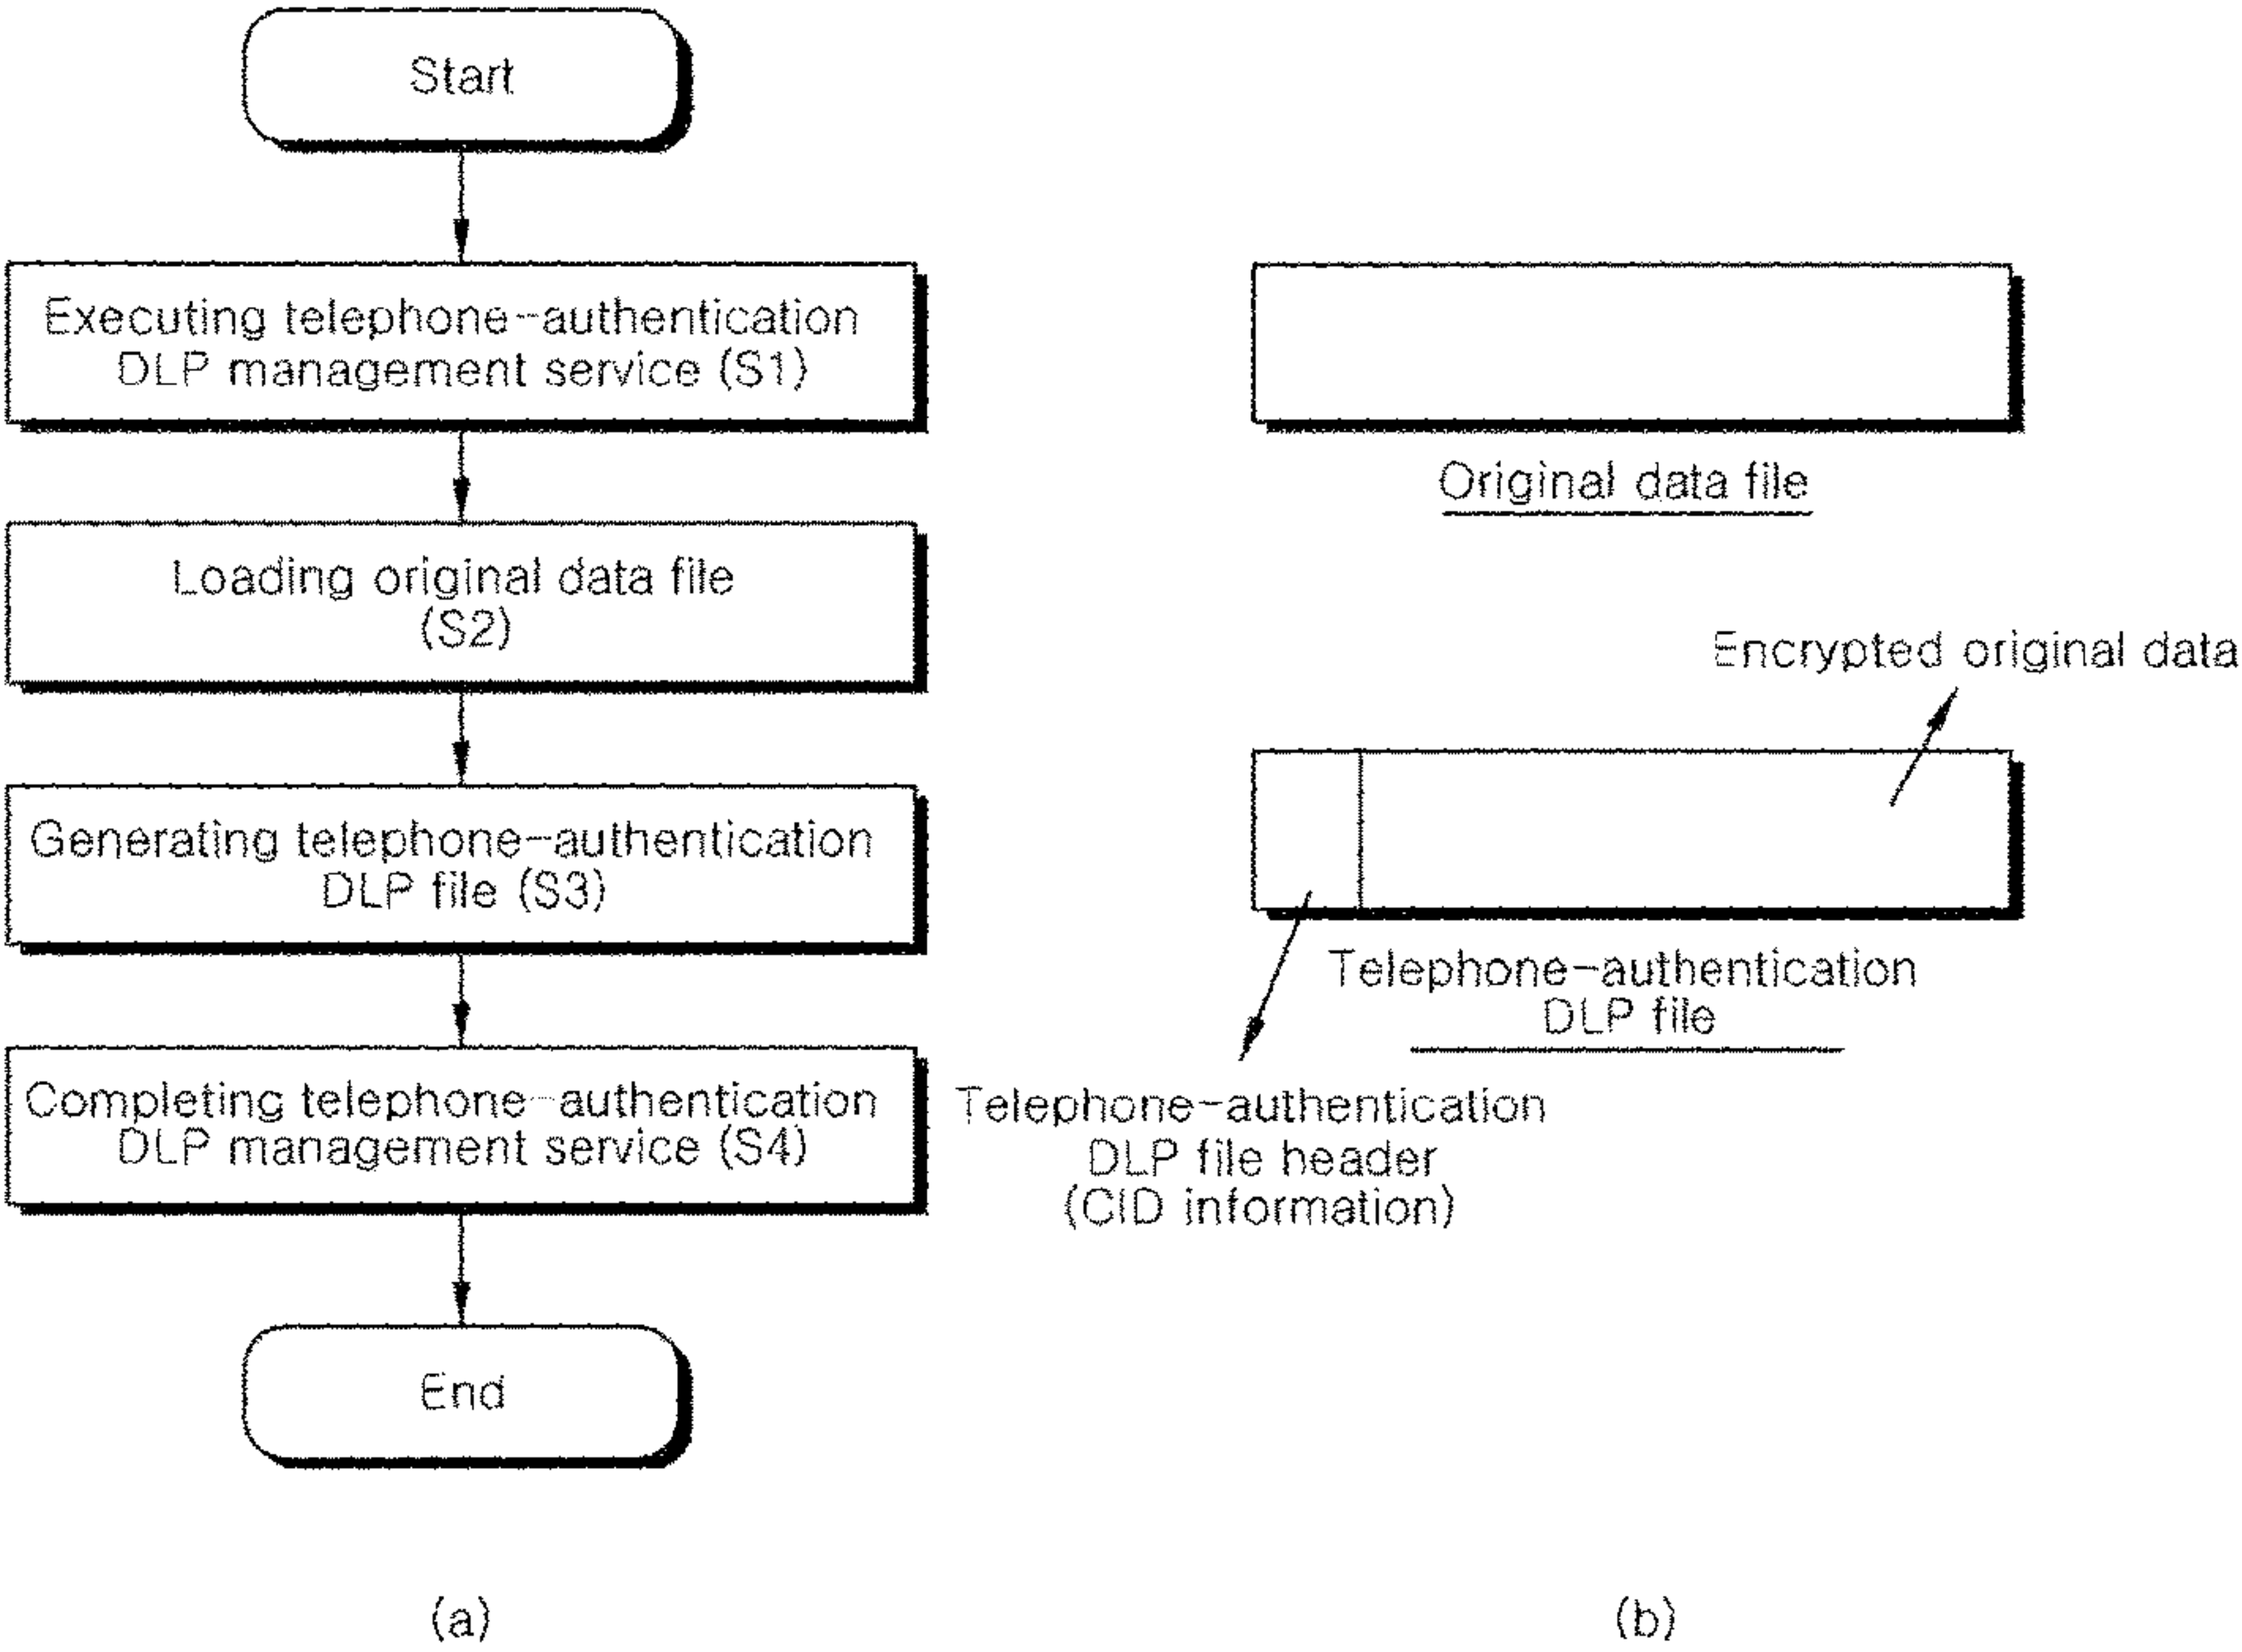 Start
Executing telephone-authentication
DLP management service (S1)
Loading original data file
(S2)
Generating telephone-authentication
DLP file (S3)
Completing telephone-authentication
DLP management service (S4)
End
(a)
Original data file
Encrypted original data
Telephone-authentication
DLP file
Telephone-authentication
DLP file header
(CID information)
(b)